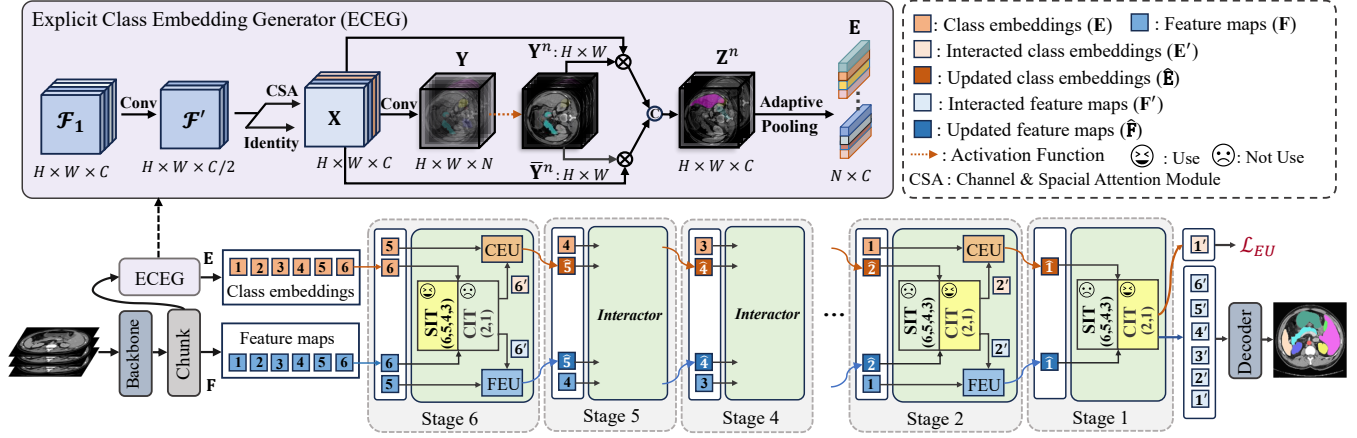 Explicit Class Embedding Generator (ECEG)
𝓕₁
H × W × C
Conv
𝓕′
H × W × C/2
CSA
Identity
X
H × W × C
Conv
Y
H × W × N
Yⁿ: H × W
Ȳⁿ: H × W
©
Zⁿ
H × W × C
Adaptive
Pooling
E
N × C
: Class embeddings (E)
: Feature maps (F)
: Interacted class embeddings (E′)
: Updated class embeddings (Ê)
: Interacted feature maps (F′)
: Updated feature maps (F̂)
: Activation Function
: Use
: Not Use
CSA : Channel & Spacial Attention Module
ECEG
E
1 2 3 4 5 6
Class embeddings
Backbone
Chunk
F
Feature maps
1 2 3 4 5 6
5
6
CEU
SIT
(6,5,4,3)
CIT
(2,1)
6′
6′
6
5
FEU
Stage 6
4
5̂
Interactor
5̂
4
Stage 5
3
4̂
Interactor
4̂
3
Stage 4
...
1
2̂
CEU
SIT
(6,5,4,3)
CIT
(2,1)
2′
2′
2̂
1
FEU
Stage 2
1̂
SIT
(6,5,4,3)
CIT
(2,1)
1̂
Stage 1
1′
ℒ_EU
6′
5′
4′
3′
2′
1′
Decoder